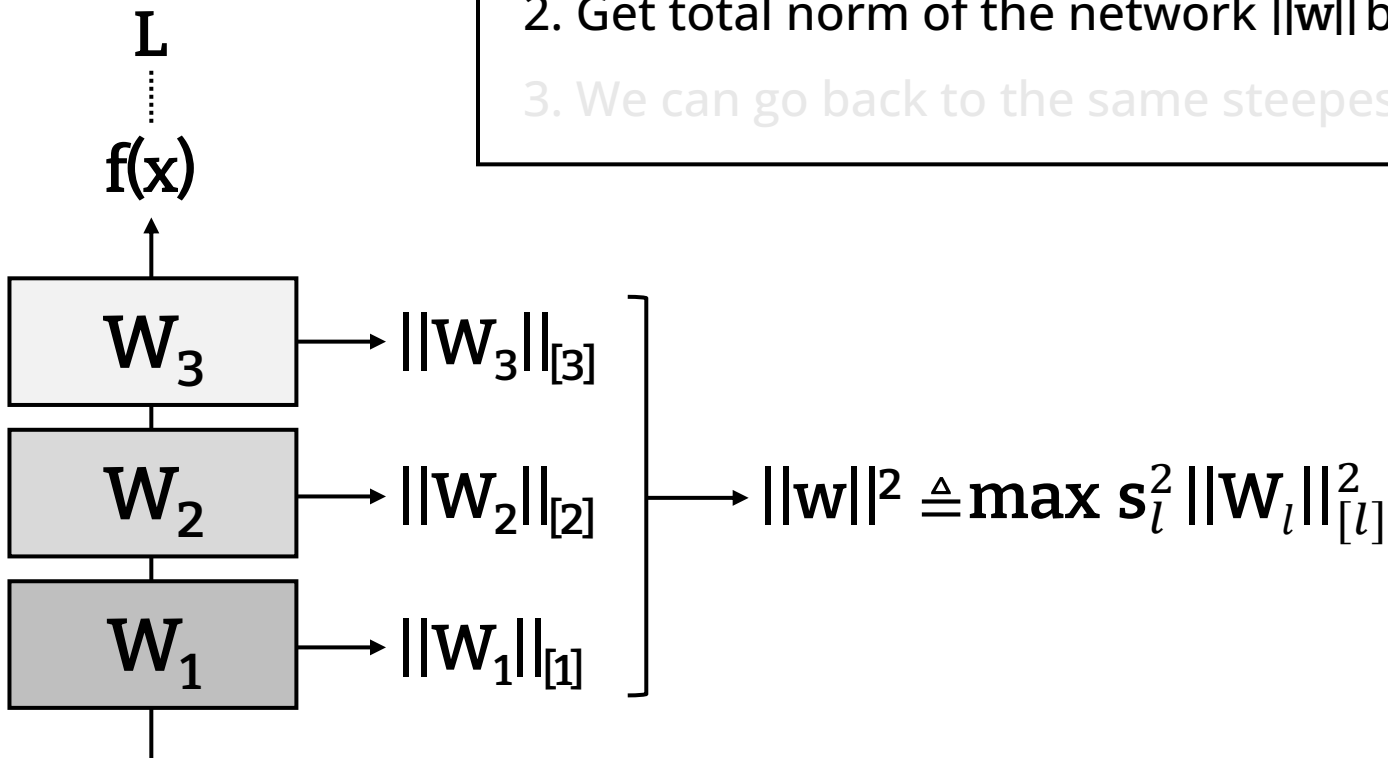 2. Get total norm of the network ||w|| b
3. We can go back to the same steepes
L
f(x)
W₃
||W₃||[3]
W₂
||W₂||[2]
||w||² ≜ max s²ₗ ||Wₗ||²[l]
W₁
||W₁||[1]